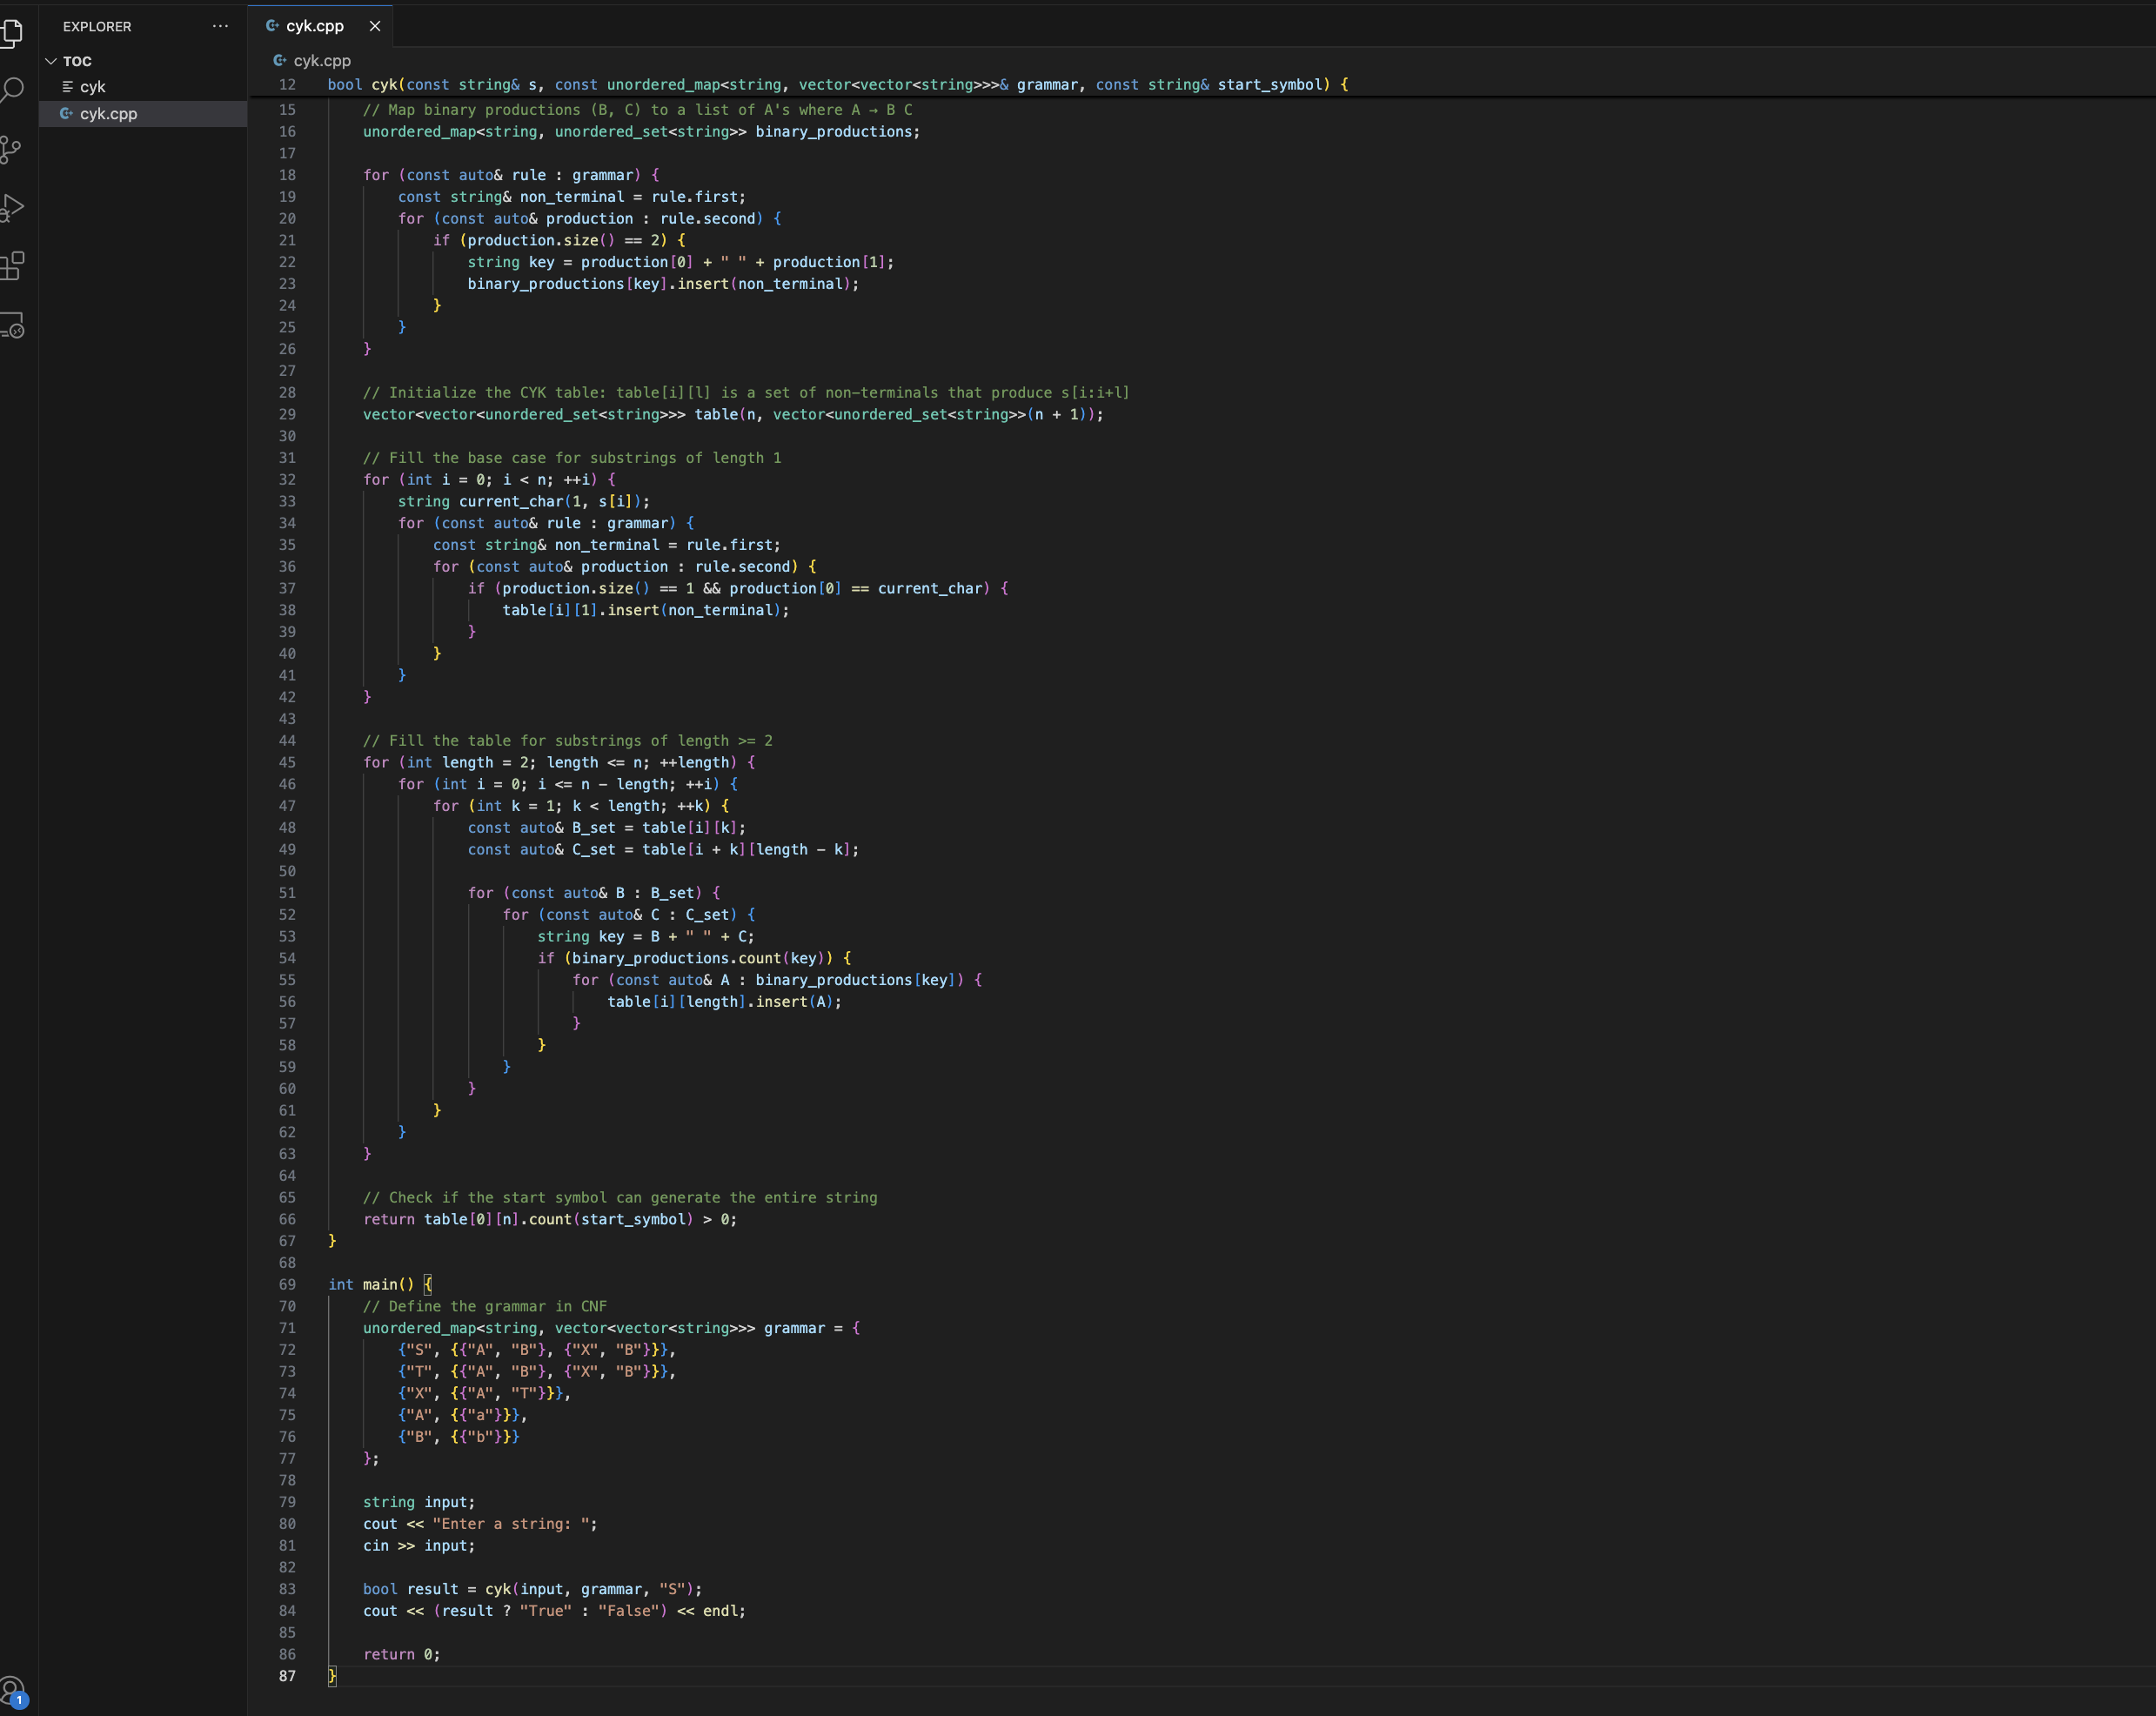 EXPLORER
TOC
cyk
cyk.cpp
1
cyk.cpp
cyk.cpp
12 bool cyk(const string& s, const unordered_map<string, vector<vector<string>>>& grammar, const string& start_symbol) {
15     // Map binary productions (B, C) to a list of A's where A → B C
16     unordered_map<string, unordered_set<string>> binary_productions;
17
18     for (const auto& rule : grammar) {
19         const string& non_terminal = rule.first;
20         for (const auto& production : rule.second) {
21             if (production.size() == 2) {
22                 string key = production[0] + " " + production[1];
23                 binary_productions[key].insert(non_terminal);
24             }
25         }
26     }
27
28     // Initialize the CYK table: table[i][l] is a set of non-terminals that produce s[i:i+l]
29     vector<vector<unordered_set<string>>> table(n, vector<unordered_set<string>>(n + 1));
30
31     // Fill the base case for substrings of length 1
32     for (int i = 0; i < n; ++i) {
33         string current_char(1, s[i]);
34         for (const auto& rule : grammar) {
35             const string& non_terminal = rule.first;
36             for (const auto& production : rule.second) {
37                 if (production.size() == 1 && production[0] == current_char) {
38                     table[i][1].insert(non_terminal);
39                 }
40             }
41         }
42     }
43
44     // Fill the table for substrings of length >= 2
45     for (int length = 2; length <= n; ++length) {
46         for (int i = 0; i <= n - length; ++i) {
47             for (int k = 1; k < length; ++k) {
48                 const auto& B_set = table[i][k];
49                 const auto& C_set = table[i + k][length - k];
50
51                 for (const auto& B : B_set) {
52                     for (const auto& C : C_set) {
53                         string key = B + " " + C;
54                         if (binary_productions.count(key)) {
55                             for (const auto& A : binary_productions[key]) {
56                                 table[i][length].insert(A);
57                             }
58                         }
59                     }
60                 }
61             }
62         }
63     }
64
65     // Check if the start symbol can generate the entire string
66     return table[0][n].count(start_symbol) > 0;
67 }
68
69 int main() {
70     // Define the grammar in CNF
71     unordered_map<string, vector<vector<string>>> grammar = {
72         {"S", {{"A", "B"}, {"X", "B"}}},
73         {"T", {{"A", "B"}, {"X", "B"}}},
74         {"X", {{"A", "T"}}},
75         {"A", {{"a"}}},
76         {"B", {{"b"}}}
77     };
78
79     string input;
80     cout << "Enter a string: ";
81     cin >> input;
82
83     bool result = cyk(input, grammar, "S");
84     cout << (result ? "True" : "False") << endl;
85
86     return 0;
87 }